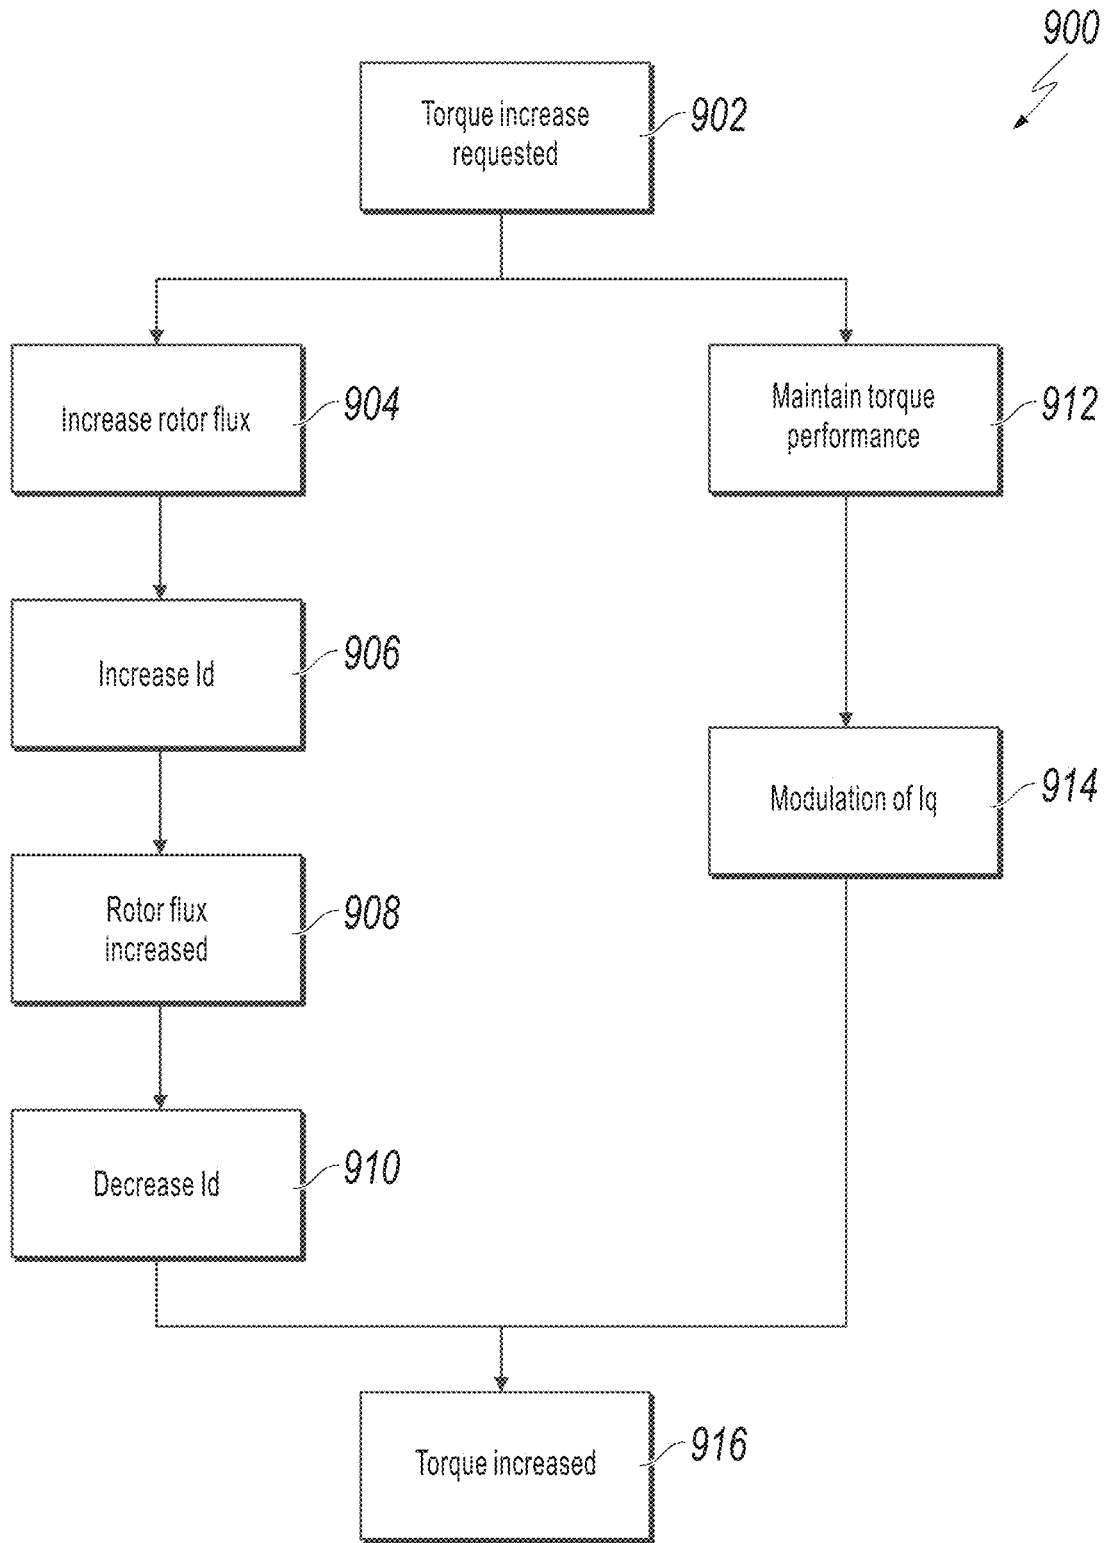 900
Torque increase
requested
902
Increase rotor flux
904
Maintain torque
performance
912
Increase Id
906
Modulation of Iq
914
Rotor flux
increased
908
Decrease Id
910
Torque increased
916